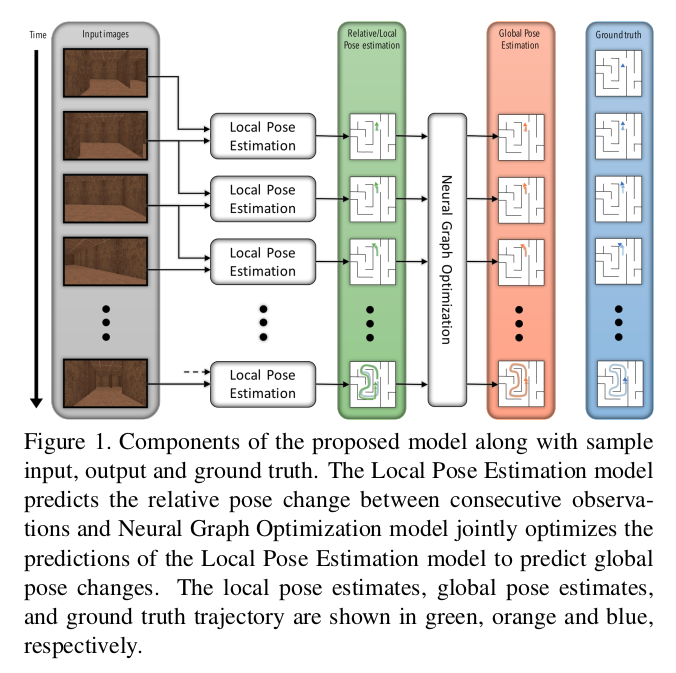 Time
Input images
Relative/Local
Pose estimation
Global Pose
Estimation
Ground truth
Local Pose
Estimation
Local Pose
Estimation
Local Pose
Estimation
Local Pose
Estimation
Neural Graph Optimization
Figure 1. Components of the proposed model along with sample
input, output and ground truth. The Local Pose Estimation model
predicts the relative pose change between consecutive observa-
tions and Neural Graph Optimization model jointly optimizes the
predictions of the Local Pose Estimation model to predict global
pose changes. The local pose estimates, global pose estimates,
and ground truth trajectory are shown in green, orange and blue,
respectively.